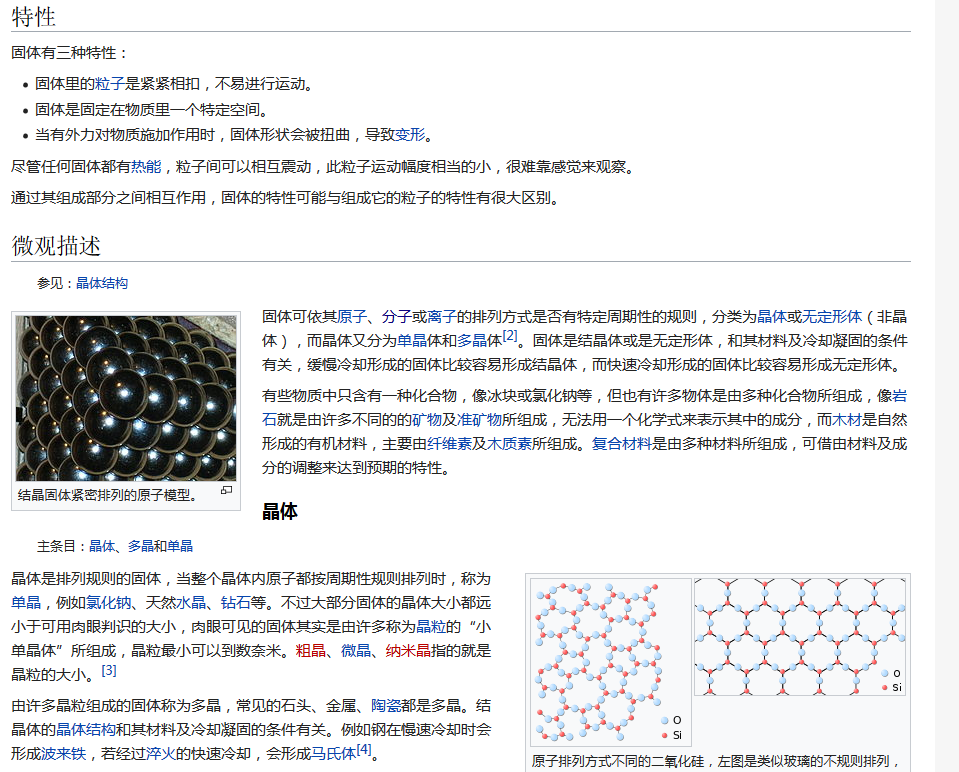 特性
固体有三种特性：
固体里的粒子是紧紧相扣，不易进行运动。
固体是固定在物质里一个特定空间。
当有外力对物质施加作用时，固体形状会被扭曲，导致变形。
尽管任何固体都有热能，粒子间可以相互震动，此粒子运动幅度相当的小，很难靠感觉来观察。
通过其组成部分之间相互作用，固体的特性可能与组成它的粒子的特性有很大区别。
微观描述
参见：晶体结构
结晶固体紧密排列的原子模型。
固体可依其原子、分子或离子的排列方式是否有特定周期性的规则，分类为晶体或无定形体（非晶
体），而晶体又分为单晶体和多晶体[2]。固体是结晶体或是无定形体，和其材料及冷却凝固的条件
有关，缓慢冷却形成的固体比较容易形成结晶体，而快速冷却形成的固体比较容易形成无定形体。
有些物质中只含有一种化合物，像冰块或氯化钠等，但也有许多物体是由多种化合物所组成，像岩
石就是由许多不同的的矿物及准矿物所组成，无法用一个化学式来表示其中的成分，而木材是自然
形成的有机材料，主要由纤维素及木质素所组成。复合材料是由多种材料所组成，可借由材料及成
分的调整来达到预期的特性。
晶体
主条目：晶体、多晶和单晶
晶体是排列规则的固体，当整个晶体内原子都按周期性规则排列时，称为
单晶，例如氯化钠、天然水晶、钻石等。不过大部分固体的晶体大小都远
小于可用肉眼判识的大小，肉眼可见的固体其实是由许多称为晶粒的“小
单晶体”所组成，晶粒最小可以到数奈米。粗晶、微晶、纳米晶指的就是
晶粒的大小。[3]
由许多晶粒组成的固体称为多晶，常见的石头、金属、陶瓷都是多晶。结
晶体的晶体结构和其材料及冷却凝固的条件有关。例如钢在慢速冷却时会
形成波来铁，若经过淬火的快速冷却，会形成马氏体[4]。
O
Si
O
Si
原子排列方式不同的二氧化硅，左图是类似玻璃的不规则排列，